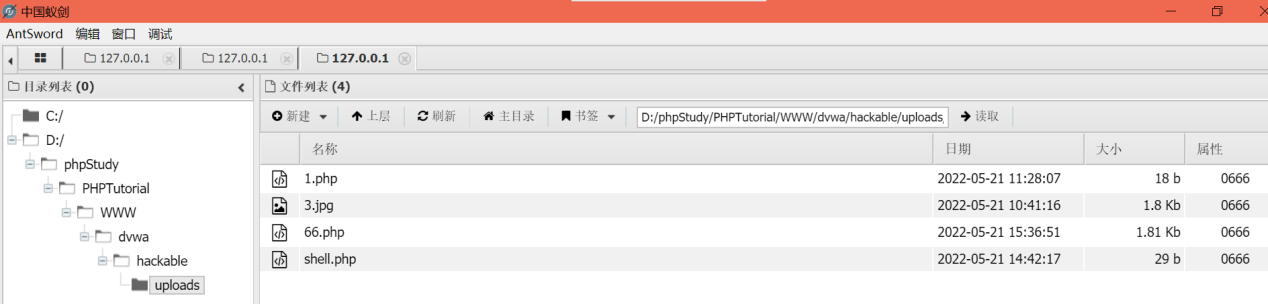 中国蚁剑
AntSword 编辑 窗口 调试
127.0.0.1 127.0.0.1 127.0.0.1
目录列表 (0)
C:/
D:/
phpStudy
PHPTutorial
WWW
dvwa
hackable
uploads
文件列表 (4)
新建 上层 刷新 主目录 书签 D:/phpStudy/PHPTutorial/WWW/dvwa/hackable/uploads/ 读取
名称 日期 大小 属性
1.php 2022-05-21 11:28:07 18 b 0666
3.jpg 2022-05-21 10:41:16 1.8 Kb 0666
66.php 2022-05-21 15:36:51 1.81 Kb 0666
shell.php 2022-05-21 14:42:17 29 b 0666